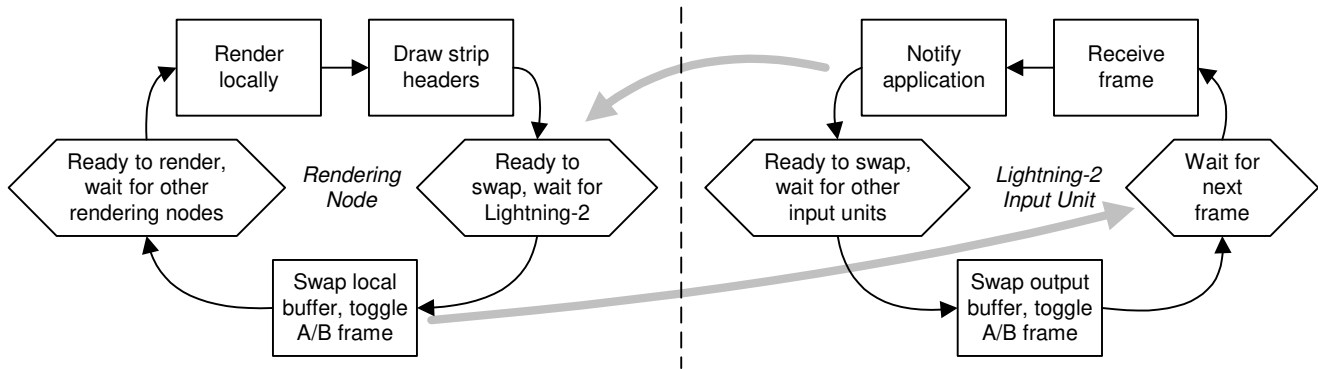 Render
locally
Draw strip
headers
Notify
application
Receive
frame
Ready to render,
wait for other
rendering nodes
Rendering
Node
Ready to
swap, wait for
Lightning-2
Ready to swap,
wait for other
input units
Lightning-2
Input Unit
Wait for
next
frame
Swap local
buffer, toggle
A/B frame
Swap output
buffer, toggle
A/B frame